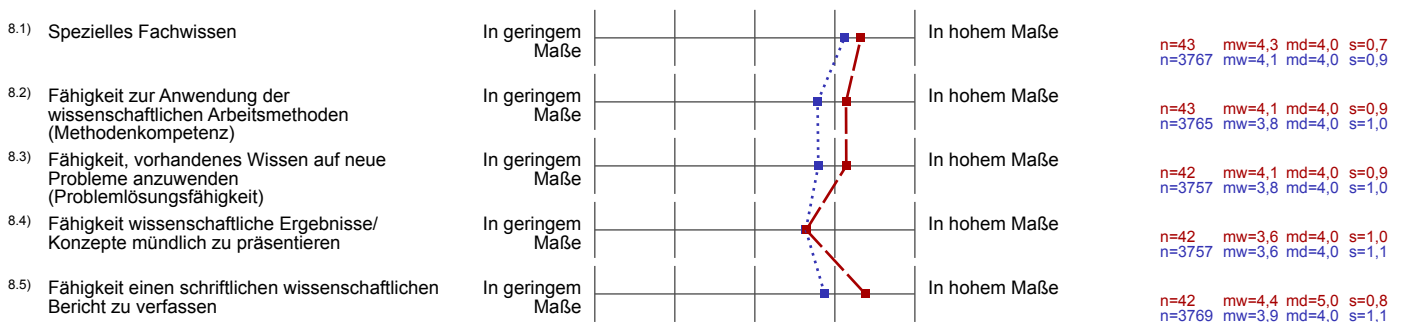 8.1) Spezielles Fachwissen
In geringem
Maße
In hohem Maße
n=43 mw=4,3 md=4,0 s=0,7
n=3767 mw=4,1 md=4,0 s=0,9
8.2) Fähigkeit zur Anwendung der
wissenschaftlichen Arbeitsmethoden
(Methodenkompetenz)
In geringem
Maße
In hohem Maße
n=43 mw=4,1 md=4,0 s=0,9
n=3765 mw=3,8 md=4,0 s=1,0
8.3) Fähigkeit, vorhandenes Wissen auf neue
Probleme anzuwenden
(Problemlösungsfähigkeit)
In geringem
Maße
In hohem Maße
n=42 mw=4,1 md=4,0 s=0,9
n=3757 mw=3,8 md=4,0 s=1,0
8.4) Fähigkeit wissenschaftliche Ergebnisse/
Konzepte mündlich zu präsentieren
In geringem
Maße
In hohem Maße
n=42 mw=3,6 md=4,0 s=1,0
n=3757 mw=3,6 md=4,0 s=1,1
8.5) Fähigkeit einen schriftlichen wissenschaftlichen
Bericht zu verfassen
In geringem
Maße
In hohem Maße
n=42 mw=4,4 md=5,0 s=0,8
n=3769 mw=3,9 md=4,0 s=1,1